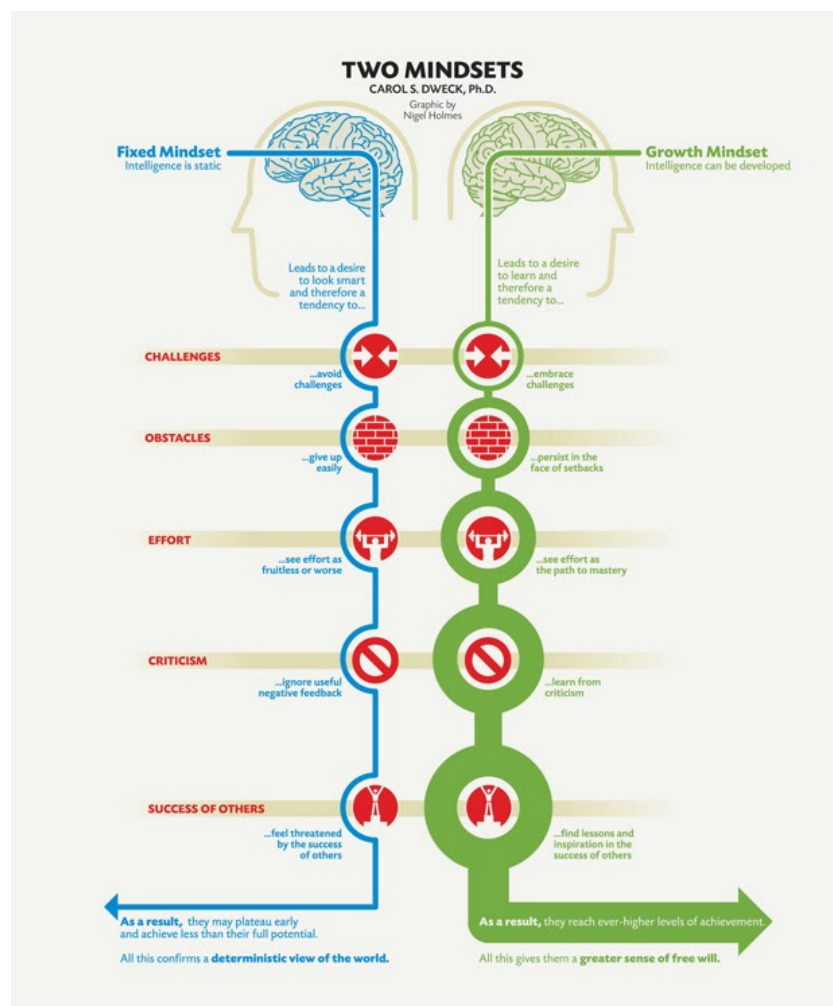 TWO MINDSETS
CAROL S. DWECK, Ph.D.
Graphic by
Nigel Holmes
Fixed Mindset
Intelligence is static
Growth Mindset
Intelligence can be developed
Leads to a desire
to look smart
and therefore a
tendency to...
Leads to a desire
to learn and
therefore a
tendency to...
CHALLENGES
...avoid
challenges
...embrace
challenges
OBSTACLES
...give up
easily
...persist in the
face of setbacks
EFFORT
...see effort as
fruitless or worse
...see effort as
the path to mastery
CRITICISM
...ignore useful
negative feedback
...learn from
criticism
SUCCESS OF OTHERS
...feel threatened
by the success
of others
...find lessons and
inspiration in the
success of others
As a result, they may plateau early
and achieve less than their full potential.
All this confirms a deterministic view of the world.
As a result, they reach ever-higher levels of achievement.
All this gives them a greater sense of free will.